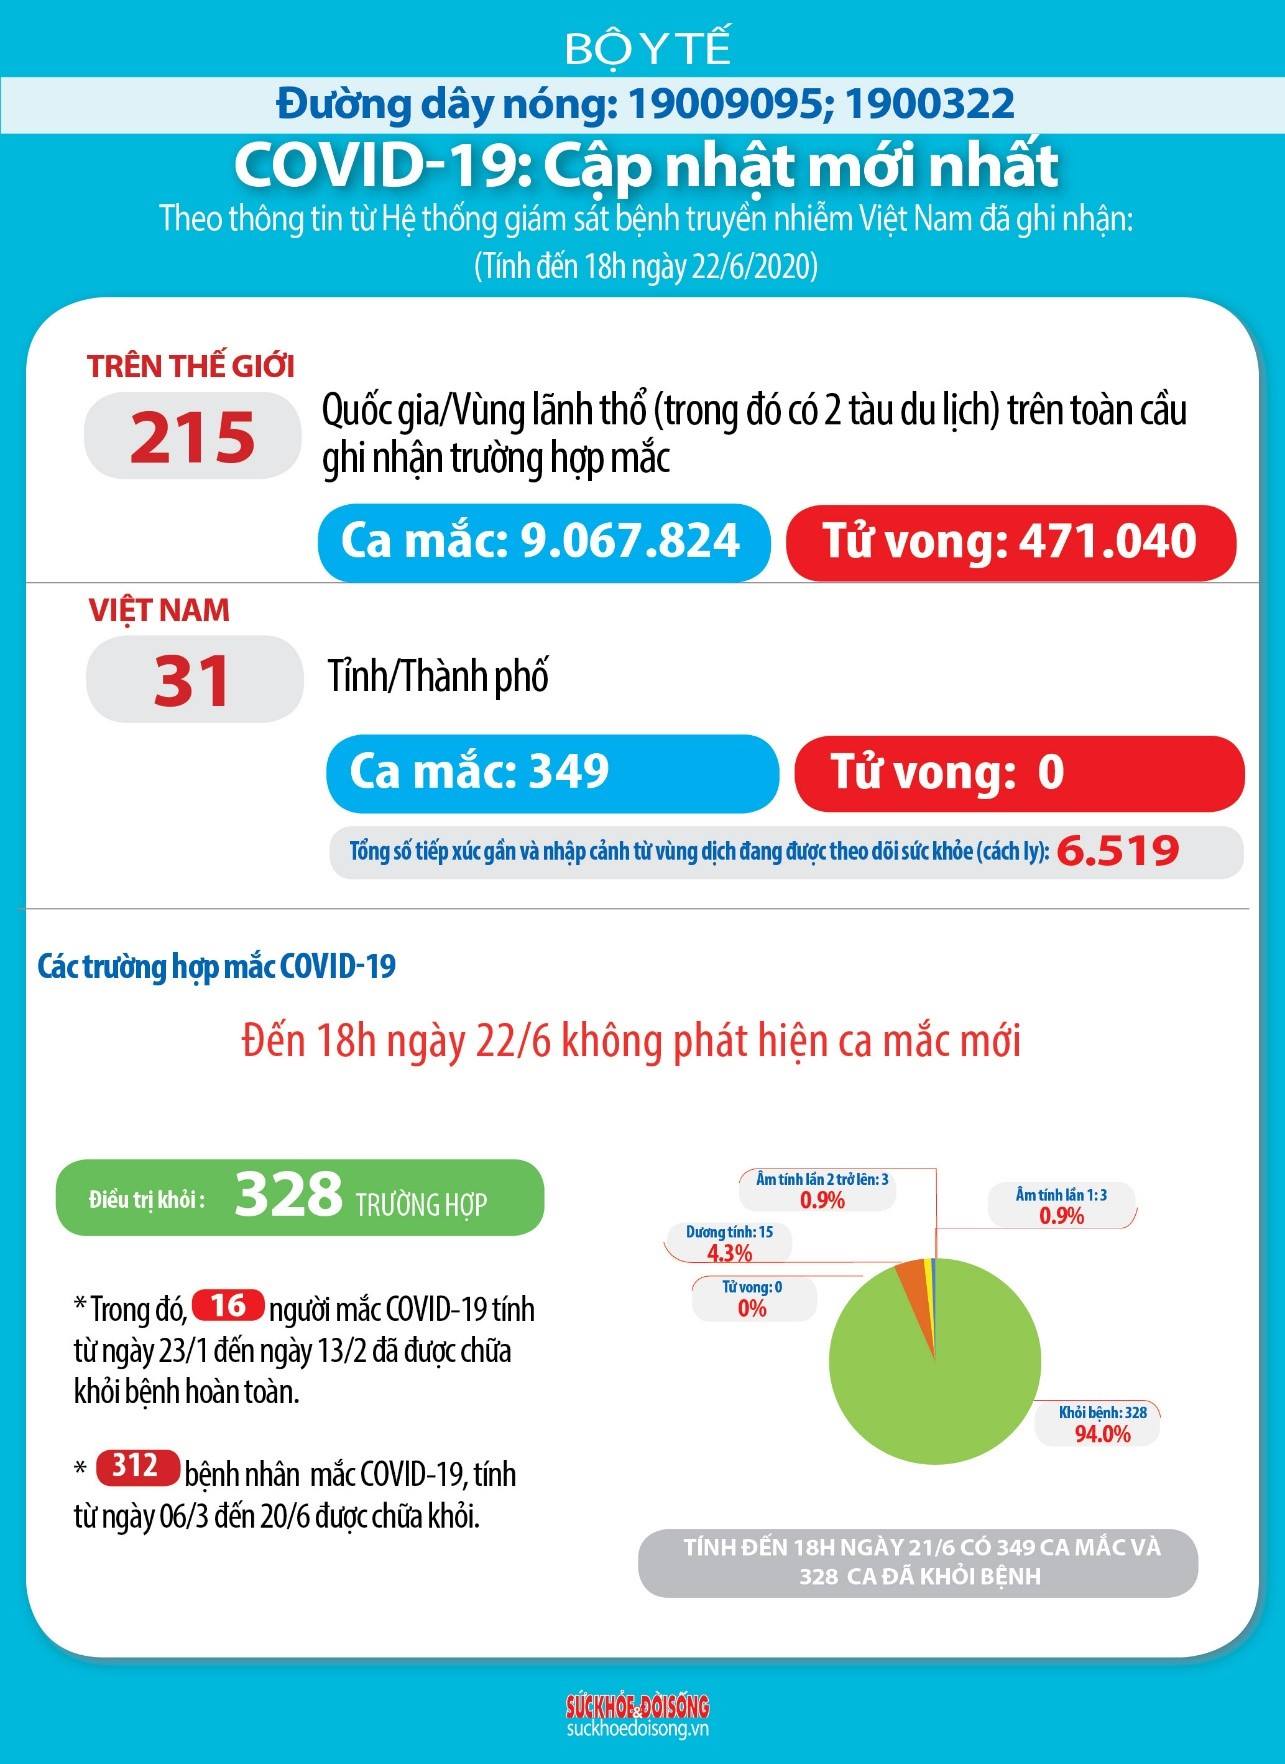 BỘ Y TẾ
Đường dây nóng: 19009095; 1900322
COVID-19: Cập nhật mới nhất
Theo thông tin từ Hệ thống giám sát bệnh truyền nhiễm Việt Nam đã ghi nhận:
(Tính đến 18h ngày 22/6/2020)
TRÊN THẾ GIỚI
215
Quốc gia/Vùng lãnh thổ (trong đó có 2 tàu du lịch) trên toàn cầu
ghi nhận trường hợp mắc
Ca mắc: 9.067.824
Tử vong: 471.040
VIỆT NAM
31
Tỉnh/Thành phố
Ca mắc: 349
Tử vong: 0
Tổng số tiếp xúc gần và nhập cảnh từ vùng dịch đang được theo dõi sức khỏe (cách ly): 6.519
Các trường hợp mắc COVID-19
Đến 18h ngày 22/6 không phát hiện ca mắc mới
Điều trị khỏi : 328 TRƯỜNG HỢP
* Trong đó, 16 người mắc COVID-19 tính
từ ngày 23/1 đến ngày 13/2 đã được chữa
khỏi bệnh hoàn toàn.
* 312 bệnh nhân mắc COVID-19, tính
từ ngày 06/3 đến 20/6 được chữa khỏi.
Âm tính lần 2 trở lên: 3
0.9%
Âm tính lần 1: 3
0.9%
Dương tính: 15
4.3%
Tử vong: 0
0%
Khỏi bệnh: 328
94.0%
TÍNH ĐẾN 18H NGÀY 21/6 CÓ 349 CA MẮC VÀ
328 CA ĐÃ KHỎI BỆNH
SỨC KHỎE & ĐỜI SỐNG
suckhoedoisong.vn